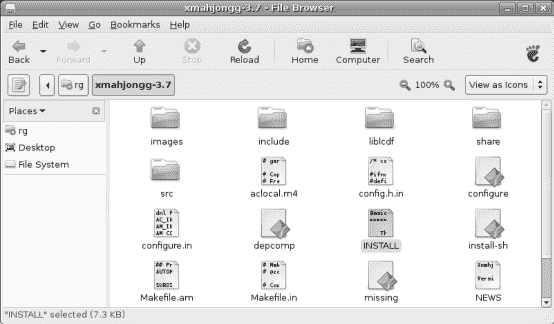 xmahjongg-3.7 - File Browser
File Edit View Go Bookmarks Help
Back Forward Up Stop Reload Home Computer Search
rg xmahjongg-3.7 100% View as Icons
Places
rg
Desktop
File System
images include liblcdf share
src aclocal.m4 config.h.in configure
configure.in depcomp INSTALL install-sh
Makefile.am Makefile.in missing NEWS
"INSTALL" selected (7.3 KB)